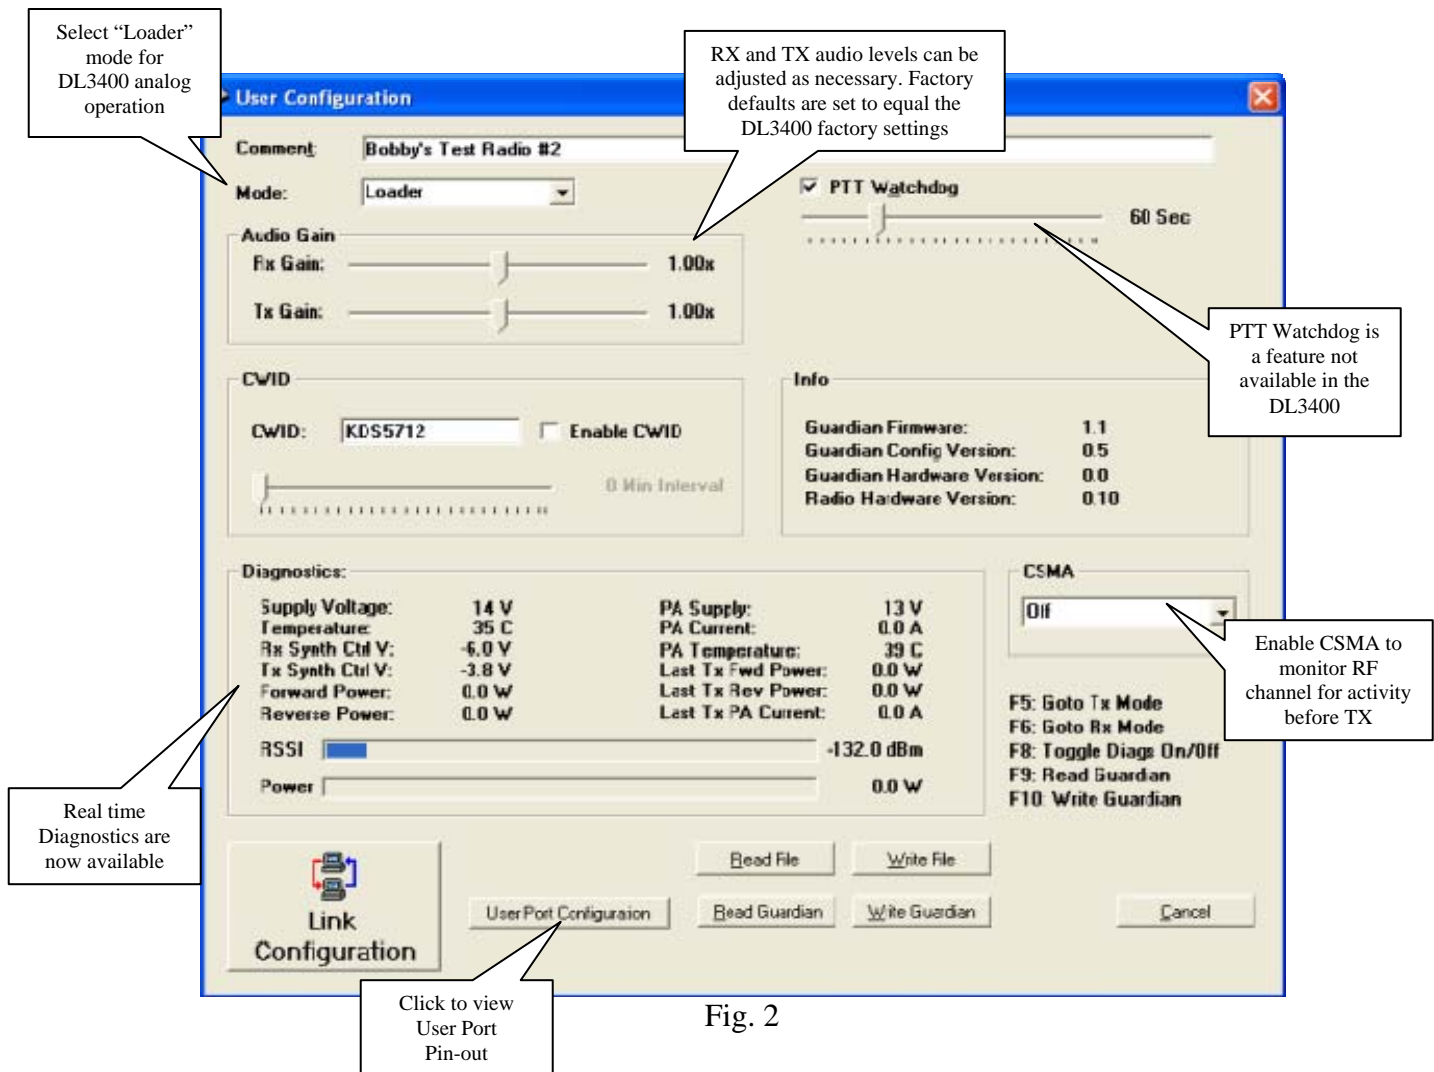 Select “Loader”
mode for
DL3400 analog
operation
RX and TX audio levels can be
adjusted as necessary. Factory
defaults are set to equal the
DL3400 factory settings
User Configuration
Comment: Bobby's Test Radio #2
Mode: Loader
PTT Watchdog
60 Sec
Audio Gain
Rx Gain: 1.00x
Tx Gain: 1.00x
PTT Watchdog is
a feature not
available in the
DL3400
CWID
CWID: KDS5712 Enable CWID
0 Min Interval
Info
Guardian Firmware: 1.1
Guardian Config Version: 0.5
Guardian Hardware Version: 0.0
Radio Hardware Version: 0.10
Diagnostics:
Supply Voltage: 14 V
Temperature: 35 C
Rx Synth Ctrl V: -6.0 V
Tx Synth Ctrl V: -3.8 V
Forward Power: 0.0 W
Reverse Power: 0.0 W
PA Supply: 13 V
PA Current: 0.0 A
PA Temperature: 39 C
Last Tx Fwd Power: 0.0 W
Last Tx Rev Power: 0.0 W
Last Tx PA Current: 0.0 A
RSSI -132.0 dBm
Power 0.0 W
CSMA
Off
Enable CSMA to
monitor RF
channel for activity
before TX
F5: Goto Tx Mode
F6: Goto Rx Mode
F8: Toggle Diags On/Off
F9: Read Guardian
F10: Write Guardian
Real time
Diagnostics are
now available
Link
Configuration
User Port Configuraion
Read File
Write File
Read Guardian
Write Guardian
Cancel
Click to view
User Port
Pin-out
Fig. 2